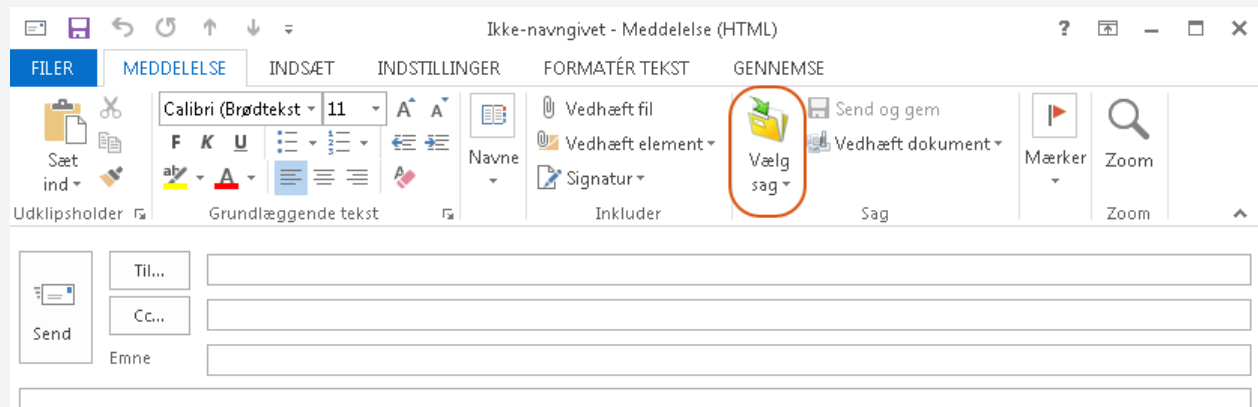 Ikke-navngivet - Meddelelse (HTML)
?
FILER MEDDELELSE INDSÆT INDSTILLINGER FORMATÉR TEKST GENNEMSE
Calibri (Brødtekst 11 A A Vedhæft fil Send og gem
F K U Vedhæft element Vedhæft dokument
Sæt ind
ab A
Navne
Signatur
Vælg sag
Mærker
Zoom
Udklipsholder Grundlæggende tekst Inkluder Sag Zoom
Til...
Cc...
Send
Emne